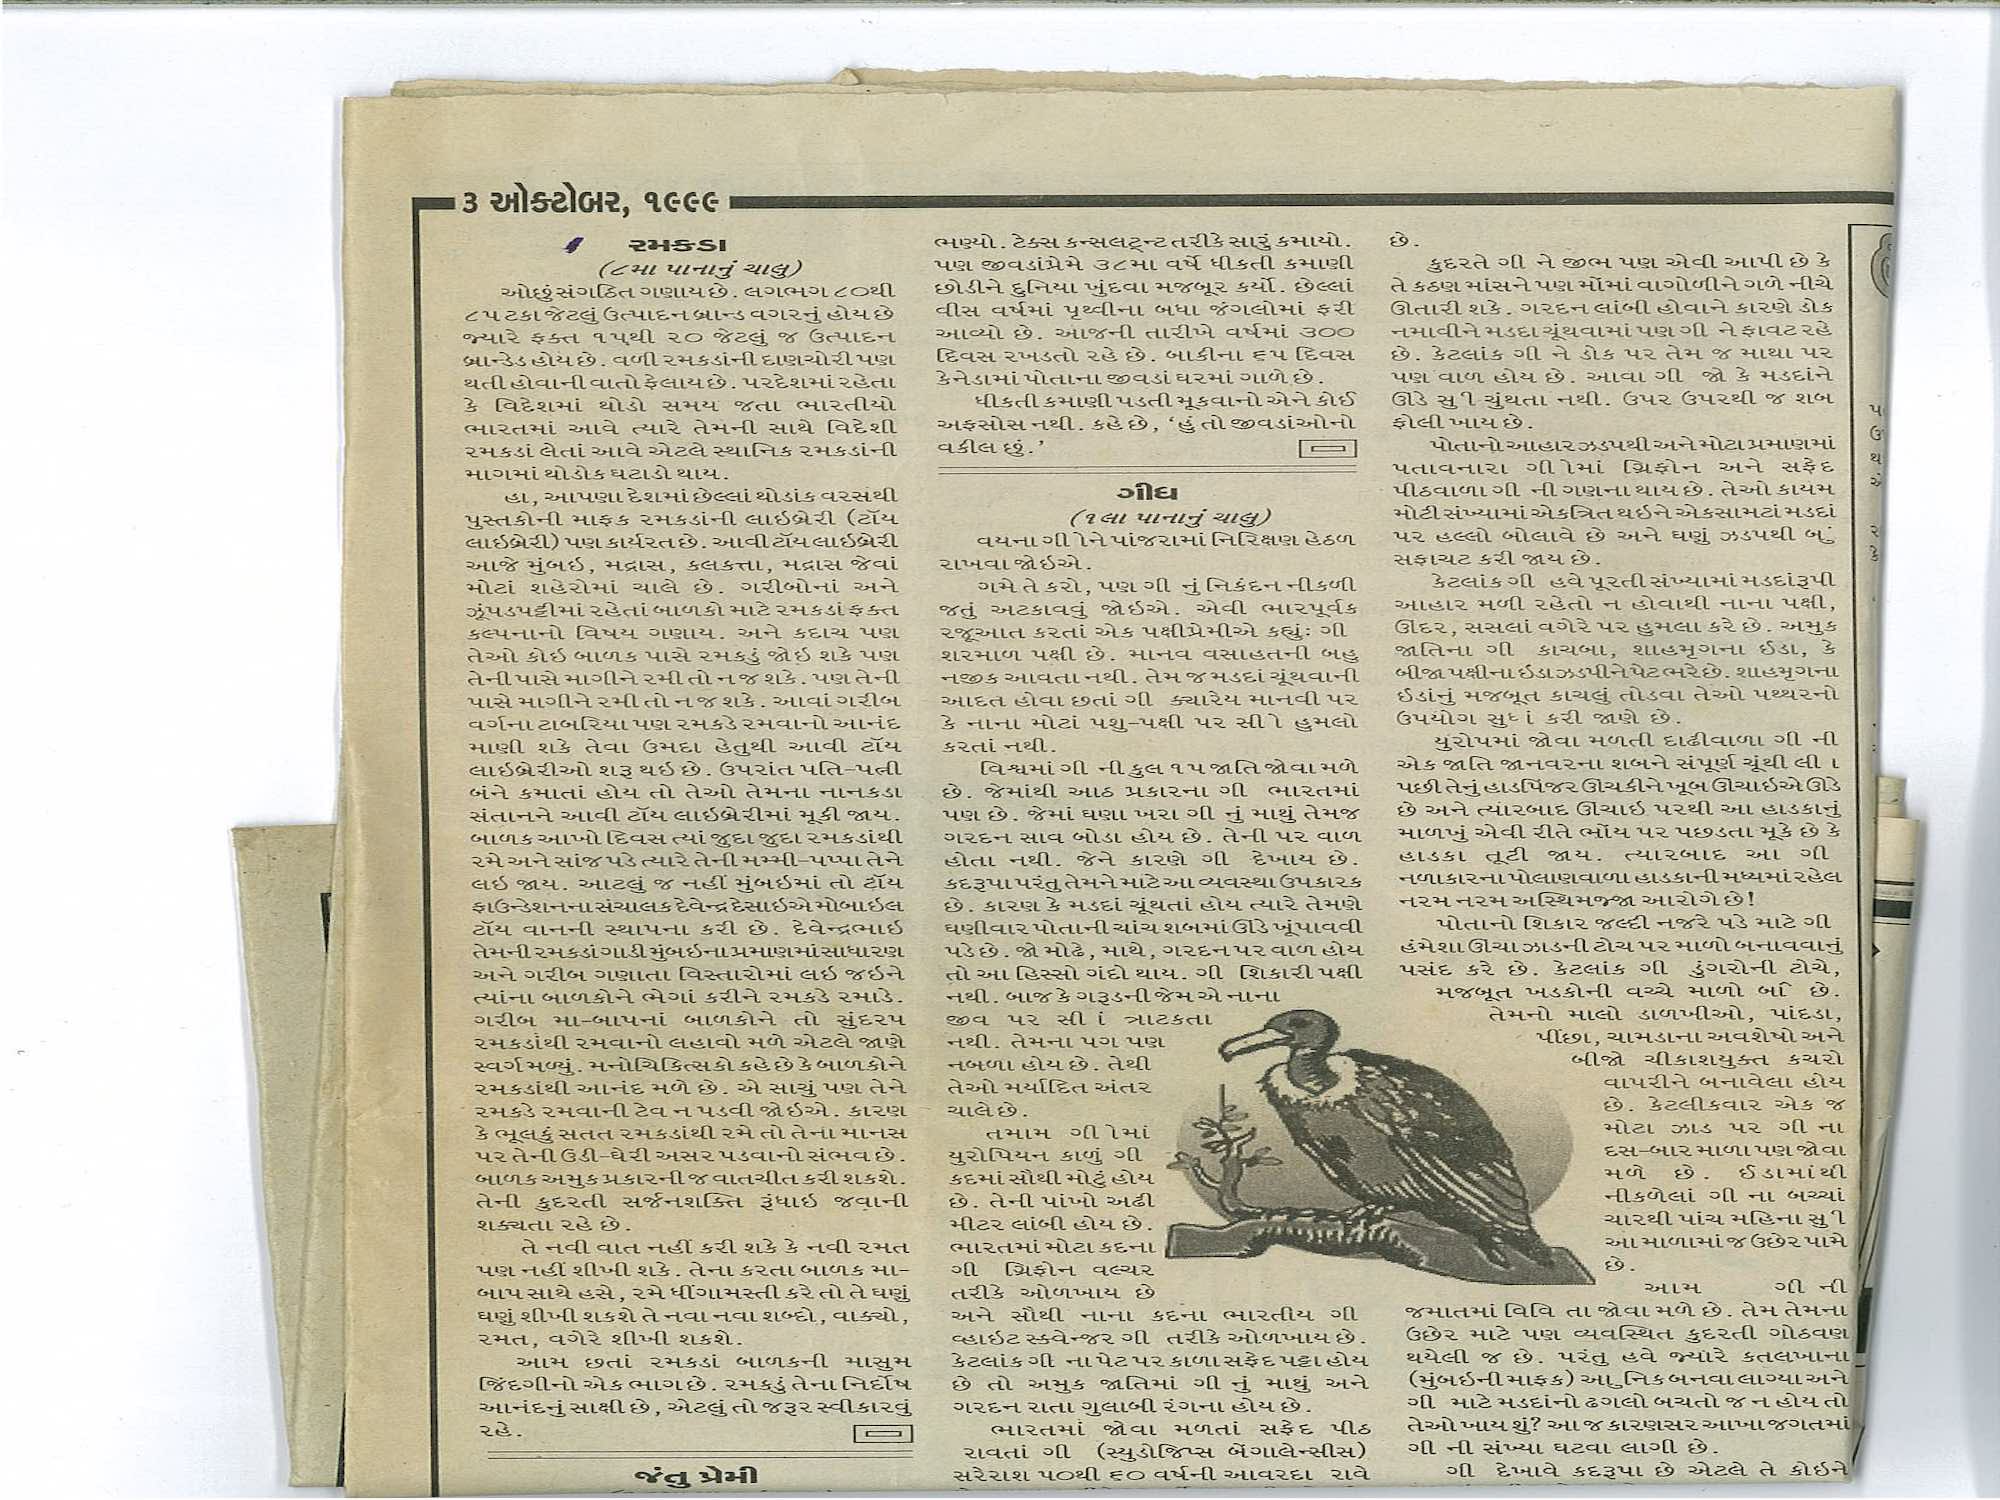 ૩ ઓક્ટોબર, ૧૯૯૯
રમકડા
(૮મા પાનાનું ચાલુ)
ઓછું સંગઠિત ગણાય છે. લગભગ ૮૦થી
૮૫ ટકા જેટલું ઉત્પાદન બ્રાન્ડ વગરનું હોય છે
જ્યારે ફક્ત ૧૫થી ૨૦ જેટલું જ ઉત્પાદન
બ્રાન્ડેડ હોય છે. વળી રમકડાંની દાણચોરી પણ
થતી હોવાની વાતો ફેલાય છે. પરદેશમાં રહેતા
કે વિદેશમાં થોડો સમય જતા ભારતીયો
ભારતમાં આવે ત્યારે તેમની સાથે વિદેશી
રમકડાં લેતાં આવે એટલે સ્થાનિક રમકડાંની
માગમાં થોડોક ઘટાડો થાય.
હા, આપણા દેશમાં છેલ્લાં થોડાંક વરસથી
પુસ્તકોની માફક રમકડાંની લાઇબ્રેરી (ટૉય
લાઇબ્રેરી) પણ કાર્યરત છે. આવી ટૉય લાઇબ્રેરી
આજે મુંબઇ, મદ્રાસ, કલકત્તા, મદ્રાસ જેવાં
મોટાં શહેરોમાં ચાલે છે. ગરીબોનાં અને
ઝૂંપડપટ્ટીમાં રહેતાં બાળકો માટે રમકડાં ફક્ત
કલ્પનાનો વિષય ગણાય. અને કદાચ પણ
તેઓ કોઇ બાળક પાસે રમકડું જોઇ શકે પણ
તેની પાસે માગીને રમી તો ન જ શકે. પણ તેની
પાસે માગીને રમી તો ન જ શકે. આવાં ગરીબ
વર્ગના ટાબરિયા પણ રમકડે રમવાનો આનંદ
માણી શકે તેવા ઉમદા હેતુથી આવી ટૉય
લાઇબ્રેરીઓ શરૂ થઇ છે. ઉપરાંત પતિ-પત્ની
બંને કમાતાં હોય તો તેઓ તેમના નાનકડા
સંતાનને આવી ટૉય લાઇબ્રેરીમાં મૂકી જાય.
બાળક આખો દિવસ ત્યાં જુદા જુદા રમકડાંથી
રમે અને સાંજ પડે ત્યારે તેની મમ્મી-પપ્પા તેને
લઇ જાય. આટલું જ નહીં મુંબઇમાં તો ટૉય
ફાઉન્ડેશનના સંચાલક દેવેન્દ્ર દેસાઇએ મોબાઇલ
ટૉય વાનની સ્થાપના કરી છે. દેવેન્દ્રભાઇ
તેમની રમકડાં ગાડી મુંબઇના પ્રમાણમાં સાધારણ
અને ગરીબ ગણાતા વિસ્તારોમાં લઇ જઇને
ત્યાંના બાળકોને ભેગાં કરીને રમકડે રમાડે.
ગરીબ મા-બાપનાં બાળકોને તો સુંદરપ
રમકડાંથી રમવાનો લહાવો મળે એટલે જાણે
સ્વર્ગ મળ્યું. મનોચિકિત્સકો કહે છે કે બાળકોને
રમકડાંથી આનંદ મળે છે. એ સાચું પણ તેને
રમકડે રમવાની ટેવ ન પડવી જોઇએ. કારણ
કે ભૂલકું સતત રમકડાંથી રમે તો તેના માનસ
પર તેની ઉંડી-ઘેરી અસર પડવાનો સંભવ છે.
બાળક અમુક પ્રકારની જ વાતચીત કરી શકશે.
તેની કુદરતી સર્જનશક્તિ રૂંધાઇ જવાની
શક્યતા રહે છે.
તે નવી વાત નહીં કરી શકે કે નવી રમત
પણ નહીં શીખી શકે. તેના કરતા બાળક મા-
બાપ સાથે હસે, રમે ધીંગામસ્તી કરે તો તે ઘણું
ઘણું શીખી શકશે તે નવા નવા શબ્દો, વાક્યો,
રમત, વગેરે શીખી શકશે.
આમ છતાં રમકડાં બાળકની માસુમ
જિંદગીનો એક ભાગ છે. રમકડું તેના નિર્દોષ
આનંદનું સાક્ષી છે, એટલું તો જરૂર સ્વીકારવું
રહે.
જંતુ પ્રેમી
ભણ્યો. ટેક્સ કન્સલટ્ન્ટ તરીકે સારું કમાયો.
પણ જીવડાંપ્રેમે ૩૮મા વર્ષે ધીકતી કમાણી
છોડીને દુનિયા ખુંદવા મજબૂર કર્યો. છેલ્લાં
વીસ વર્ષમાં પૃથ્વીના બધા જંગલોમાં ફરી
આવ્યો છે. આજની તારીખે વર્ષમાં ૩૦૦
દિવસ રખડતો રહે છે. બાકીના ૬૫ દિવસ
કેનેડામાં પોતાના જીવડાં ઘરમાં ગાળે છે.
ધીકતી કમાણી પડતી મૂકવાનો એને કોઈ
અફસોસ નથી. કહે છે, ‘હું તો જીવડાંઓનો
વકીલ છું.’
ગીધ
(૧લા પાનાનું ચાલુ)
વયના ગી ોને પાંજરામાં નિરિક્ષણ હેઠળ
રાખવા જોઇએ.
ગમે તે કરો, પણ ગી નું નિકંદન નીકળી
જતું અટકાવવું જોઇએ. એવી ભારપૂર્વક
રજૂઆત કરતાં એક પક્ષીપ્રેમીએ કહ્યું: ગી
શરમાળ પક્ષી છે. માનવ વસાહતની બહુ
નજીક આવતા નથી. તેમ જ મડદાં ચૂંથવાની
આદત હોવા છતાં ગી ક્યારેય માનવી પર
કે નાના મોટાં પશુ-પક્ષી પર સી ો હુમલો
કરતાં નથી.
વિશ્વમાં ગી ની કુલ ૧૫ જાતિ જોવા મળે
છે. જેમાંથી આઠ પ્રકારના ગી ભારતમાં
પણ છે. જેમાં ઘણા ખરા ગી નું માથું તેમજ
ગરદન સાવ બોડા હોય છે. તેની પર વાળ
હોતા નથી. જેને કારણે ગી દેખાય છે.
કદરૂપા પરંતુ તેમને માટે આ વ્યવસ્થા ઉપકારક
છે. કારણ કે મડદાં ચૂંથતાં હોય ત્યારે તેમણે
ઘણીવાર પોતાની ચાંચ શબમાં ઊંડે ખૂંપાવવી
પડે છે. જો મોઢે, માથે, ગરદન પર વાળ હોય
તો આ હિસ્સો ગંદો થાય. ગી શિકારી પક્ષી
નથી. બાજ કે ગરૂડની જેમ એ નાના
જીવ પર સી ાં ત્રાટકતા
નથી. તેમના પગ પણ
નબળા હોય છે. તેથી
તેઓ મર્યાદિત અંતર
ચાલે છે.
તમામ ગી ોમાં
યુરોપિયન કાળું ગી
કદમાં સૌથી મોટું હોય
છે. તેની પાંખો અઢી
મીટર લાંબી હોય છે.
ભારતમાં મોટા કદના
ગી ગ્રિફોન વલ્ચર
તરીકે ઓળખાય છે
અને સૌથી નાના કદના ભારતીય ગી
વ્હાઇટ સ્કવેન્જર ગી તરીકે ઓળખાય છે.
કેટલાંક ગી ના પેટ પર કાળા સફેદ પટ્ટા હોય
છે તો અમુક જાતિમાં ગી નું માથું અને
ગરદન રાતા ગુલાબી રંગના હોય છે.
ભારતમાં જોવા મળતાં સફેદ પીઠ
રાવતાં ગી (સ્યુડોજિપ્સ બેંગાલેન્સીસ)
સરેરાશ ૫૦થી ૬૦ વર્ષની આવરદા રાવે
છે.
કુદરતે ગી ને જીભ પણ એવી આપી છે કે
તે કઠણ માંસને પણ મોંમાં વાગોળીને ગળે નીચે
ઊતારી શકે. ગરદન લાંબી હોવાને કારણે ડોક
નમાવીને મડદા ચૂંથવામાં પણ ગી ને ફાવટ રહે
છે. કેટલાંક ગી ને ડોક પર તેમ જ માથા પર
પણ વાળ હોય છે. આવા ગી જો કે મડદાંને
ઊંડે સુ ી ચુંથતા નથી. ઉપર ઉપરથી જ શબ
ફોલી ખાય છે.
પોતાનો આહાર ઝડપથી અને મોટા પ્રમાણમાં
પતાવનારા ગી ોમાં ગ્રિફોન અને સફેદ
પીઠવાળા ગી ની ગણના થાય છે. તેઓ કાયમ
મોટી સંખ્યામાં એકત્રિત થઇને એકસામટાં મડદાં
પર હલ્લો બોલાવે છે અને ઘણું ઝડપથી બ ું
સફાચટ કરી જાય છે.
કેટલાંક ગી હવે પૂરતી સંખ્યામાં મડદાંરૂપી
આહાર મળી રહેતો ન હોવાથી નાના પક્ષી,
ઊંદર, સસલાં વગેરે પર હુમલા કરે છે. અમુક
જાતિના ગી કાચબા, શાહમૃગના ઇંડા, કે
બીજા પક્ષીના ઇંડા ઝડપીને પેટ ભરે છે. શાહમૃગના
ઇંડાંનું મજબૂત કાચલું તોડવા તેઓ પથ્થરનો
ઉપયોગ સુધાં કરી જાણે છે.
યુરોપમાં જોવા મળતી દાઢીવાળા ગી ની
એક જાતિ જાનવરના શબને સંપૂર્ણ ચૂંથી લી ા
પછી તેનું હાડપિંજર ઊંચકીને ખૂબ ઊંચાઇએ ઊડે
છે અને ત્યારબાદ ઊંચાઇ પરથી આ હાડકાનું
માળખું એવી રીતે ભોંય પર પછડતા મૂકે છે કે
હાડકા તૂટી જાય. ત્યારબાદ આ ગી
નળાકારના પોલાણવાળા હાડકાની મધ્યમાં રહેલ
નરમ નરમ અસ્થિમજ્જા આરોગે છે!
પોતાનો શિકાર જલ્દી નજરે પડે માટે ગી
હંમેશા ઊંચા ઝાડની ટોચ પર માળો બનાવવાનું
પસંદ કરે છે. કેટલાંક ગી ડુંગરોની ટોચે,
મજબૂત ખડકોની વચ્ચે માળો બાં છે.
તેમનો માલો ડાળખીઓ, પાંદડા,
પીંછા, ચામડાના અવશેષો અને
બીજો ચીકાશયુક્ત કચરો
વાપરીને બનાવેલા હોય
છે. કેટલીકવાર એક જ
મોટા ઝાડ પર ગી ના
દસ-બાર માળા પણ જોવા
મળે છે. ઈંડામાંથી
નીકળેલાં ગી ના બચ્ચાં
ચારથી પાંચ મહિના સુ ી
આ માળામાં જ ઉછેર પામે
છે.
આમ ગી ની
જમાતમાં વિવિ તા જોવા મળે છે. તેમ તેમના
ઉછેર માટે પણ વ્યવસ્થિત કુદરતી ગોઠવણ
થયેલી જ છે. પરંતુ હવે જ્યારે કતલખાના
(મુંબઇની માફક) આ ુનિક બનવા લાગ્યા અને
ગી માટે મડદાંનો ઢગલો બચતો જ ન હોય તો
તેઓ ખાય શું? આ જ કારણસર આખા જગતમાં
ગી ની સંખ્યા ઘટવા લાગી છે.
ગી દેખાવે કદરૂપા છે એટલે તે કોઇને